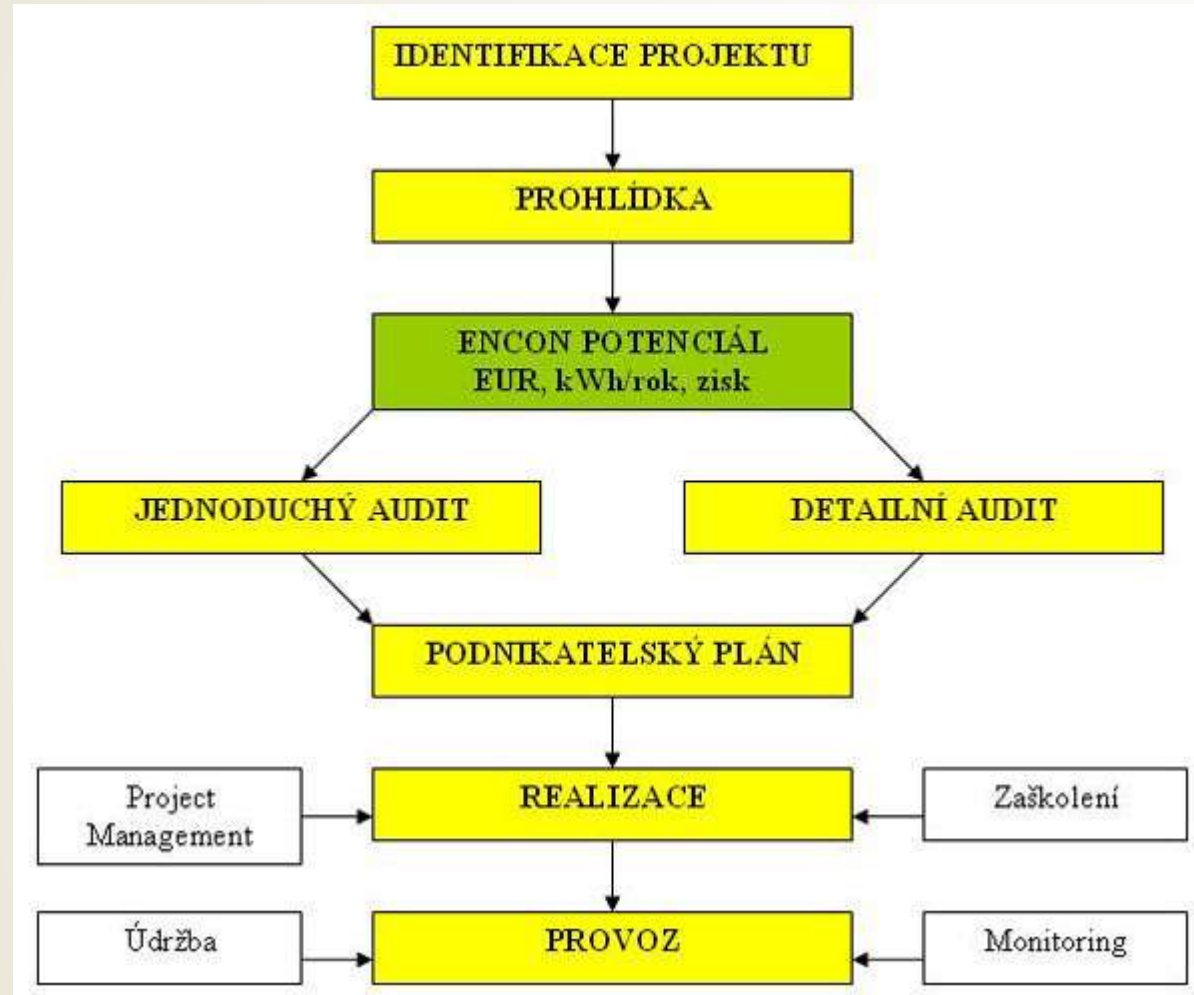 IDENTIFIKACE PROJEKTU
PROHLÍDKA
ENCON POTENCIÁL
EUR, kWh/rok, zisk
JEDNODUCHÝ AUDIT
DETAILNÍ AUDIT
PODNIKATELSKÝ PLÁN
Project
Management
REALIZACE
Zaškolení
Údržba
PROVOZ
Monitoring